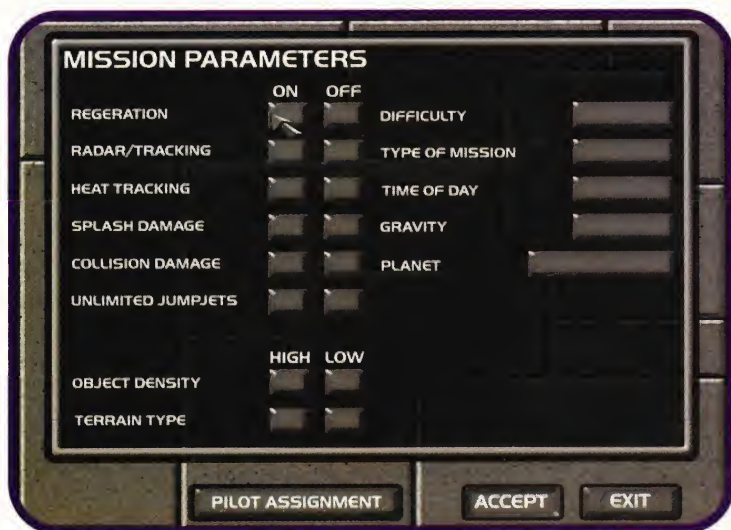 MISSION PARAMETERS
ON OFF
REGERATION
RADAR/TRACKING
HEAT TRACKING
SPLASH DAMAGE
COLLISION DAMAGE
UNLIMITED JUMPJETS
HIGH LOW
OBJECT DENSITY
TERRAIN TYPE
DIFFICULTY
TYPE OF MISSION
TIME OF DAY
GRAVITY
PLANET
PILOT ASSIGNMENT
ACCEPT
EXIT